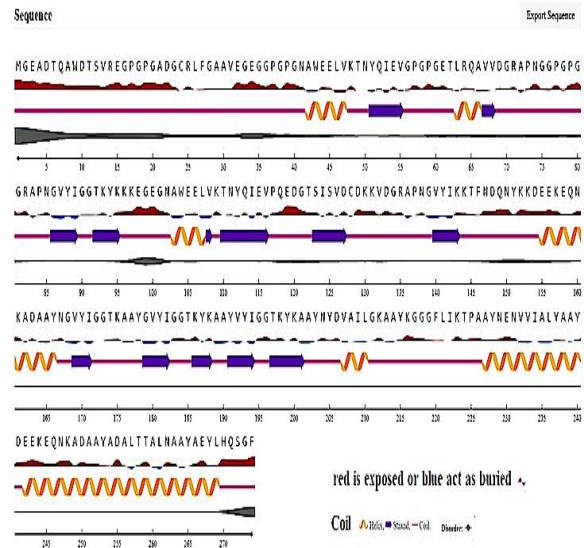 Sequence
Export Sequence
MGEADTQAWDTSVREGPGPGADGCRLFGAAVEGEGGPGPGNAWEELVKTNYQIEVGPGPGETLRQAVVDGRAPNGGPGPG
5 10 15 20 25 30 35 40 45 50 55 60 65 70 75 80
GRAPNGVYIGGTKYKKKEGEGNAWEELVKTNYQIEVPQEDGTSISVDCDKKVDGRAPNGVYIKKTFNDQNYKKDEEKEQN
85 90 95 100 105 110 115 120 125 130 135 140 145 150 155 160
KADAAYNGVYIGGTKAAYGVYIGGTKYKAAYVYIGGTKYKAAYNYDVAILGKAAYKGGGFLIKTPAAYNENVVIALYAAY
165 170 175 180 185 190 195 200 205 210 215 220 225 230 235 240
DEEKEQNKADAAYADALTTALNAAYAEYLHQSGF
245 250 255 260 265 270
red is exposed or blue act as buried
Coil Helix, Strand, Coil. Disorder: